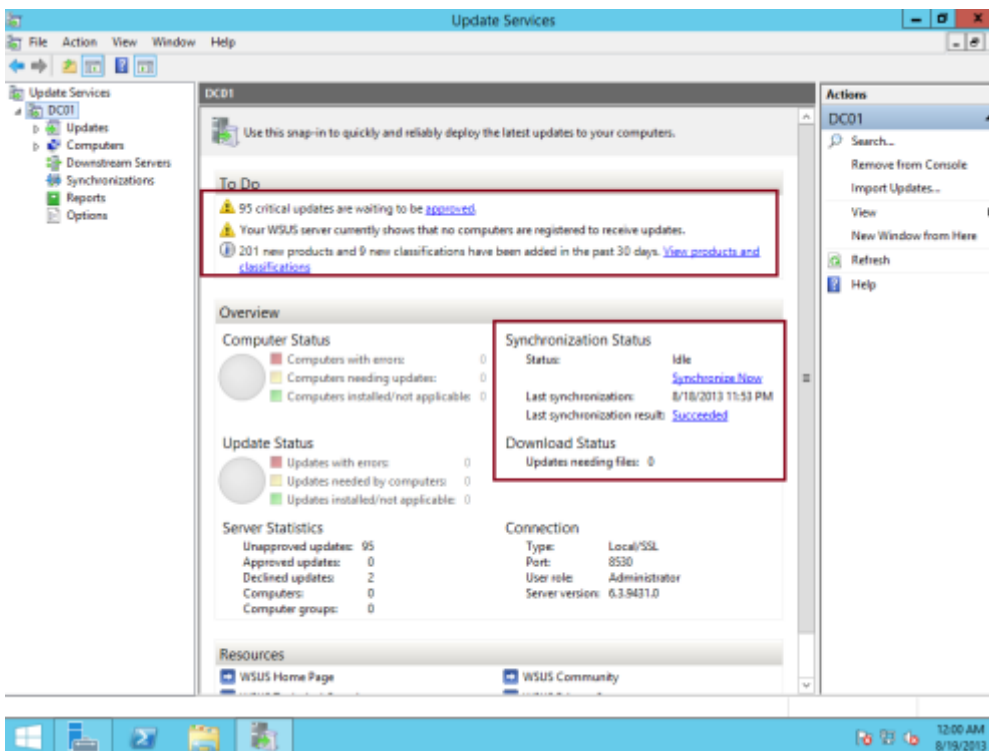 Update Services
File Action View Window Help
Update Services
DC01
Updates
Computers
Downstream Servers
Synchronizations
Reports
Options
DC01
Use this snap-in to quickly and reliably deploy the latest updates to your computers.
To Do
95 critical updates are waiting to be approved.
Your WSUS server currently shows that no computers are registered to receive updates.
201 new products and 9 new classifications have been added in the past 30 days. View products and
classifications
Overview
Computer Status
Computers with errors: 0
Computers needing updates: 0
Computers installed/not applicable: 0
Update Status
Updates with errors: 0
Updates needed by computers: 0
Updates installed/not applicable: 0
Server Statistics
Unapproved updates: 95
Approved updates: 0
Declined updates: 2
Computers: 0
Computer groups: 0
Synchronization Status
Status: Idle
Synchronize Now
Last synchronization: 8/18/2013 11:53 PM
Last synchronization result: Succeeded
Download Status
Updates needing files: 0
Connection
Type: Local/SSL
Port: 8530
User role: Administrator
Server version: 6.3.9431.0
Resources
WSUS Home Page
WSUS Community
Actions
DC01
Search...
Remove from Console
Import Updates...
View
New Window from Here
Refresh
Help
12:00 AM
8/19/2013